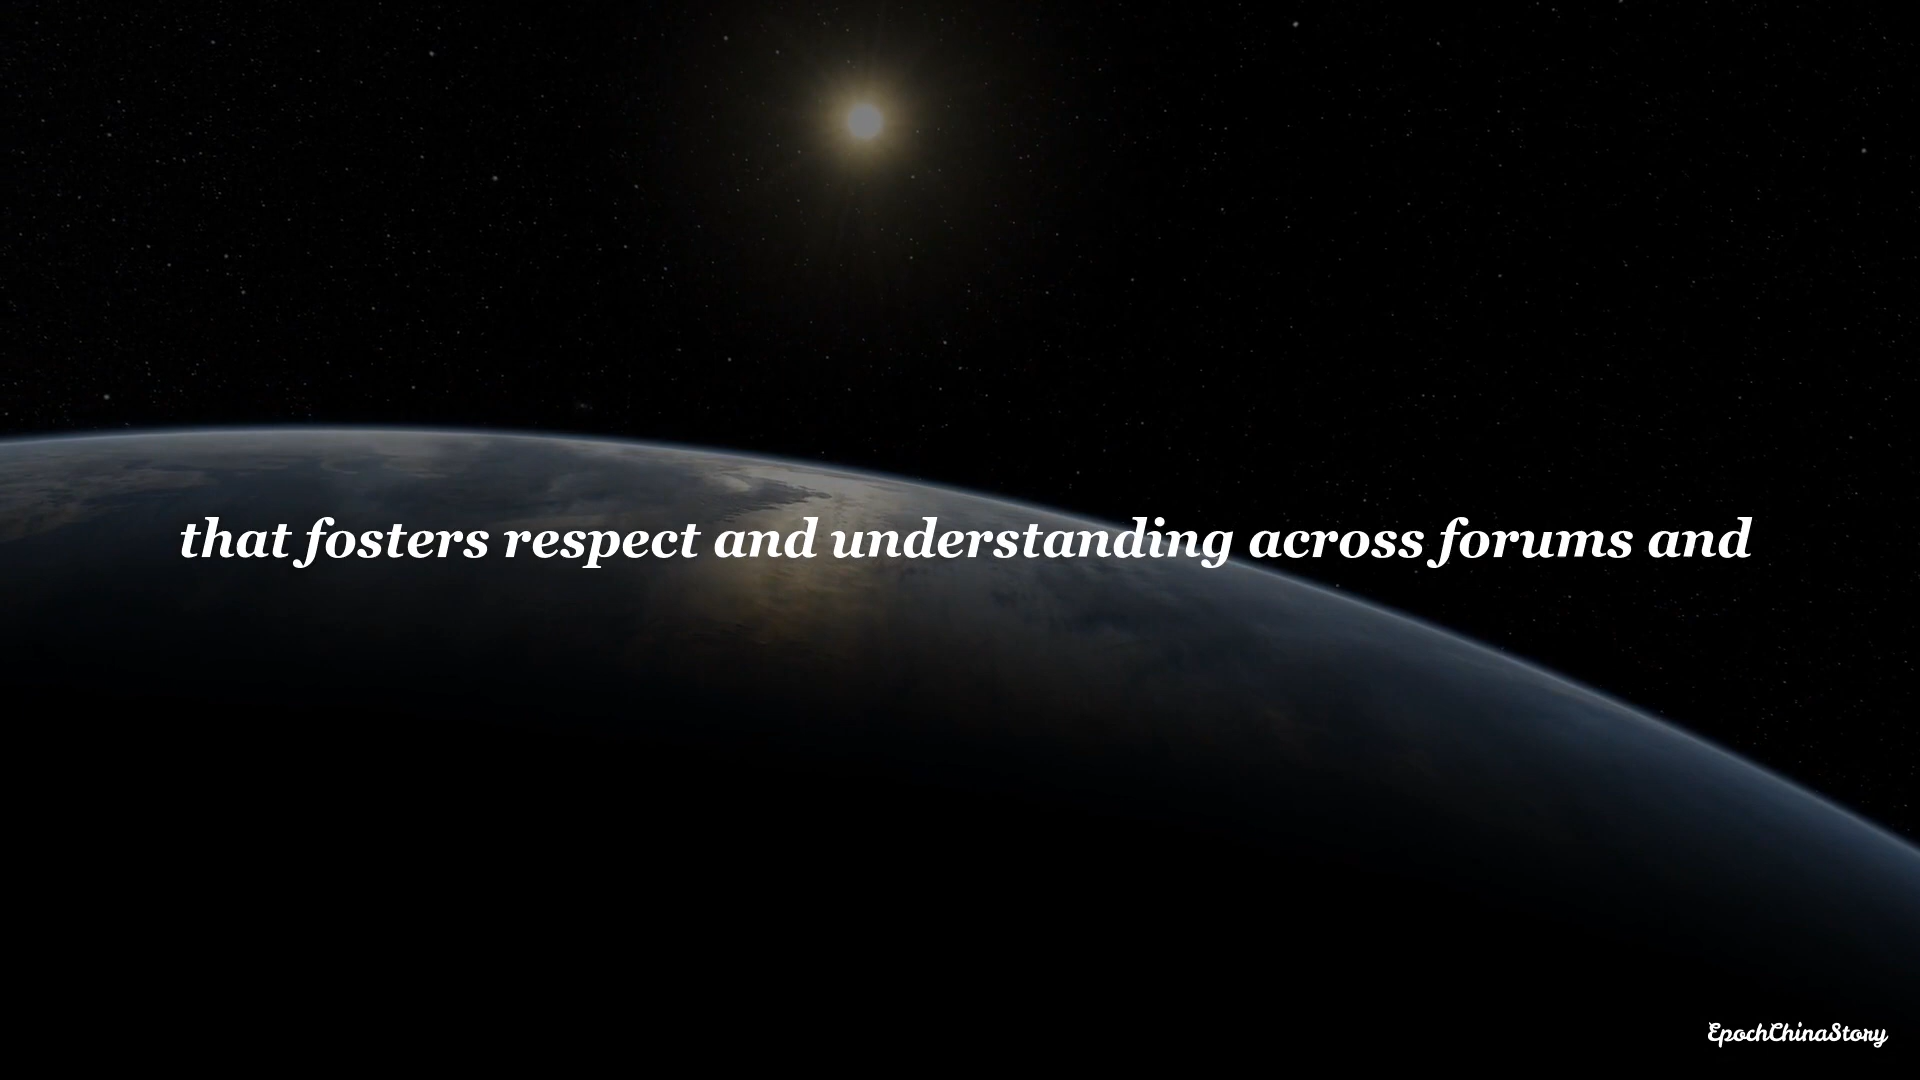 that fosters respect and understanding across forums and
EpochChinaStory